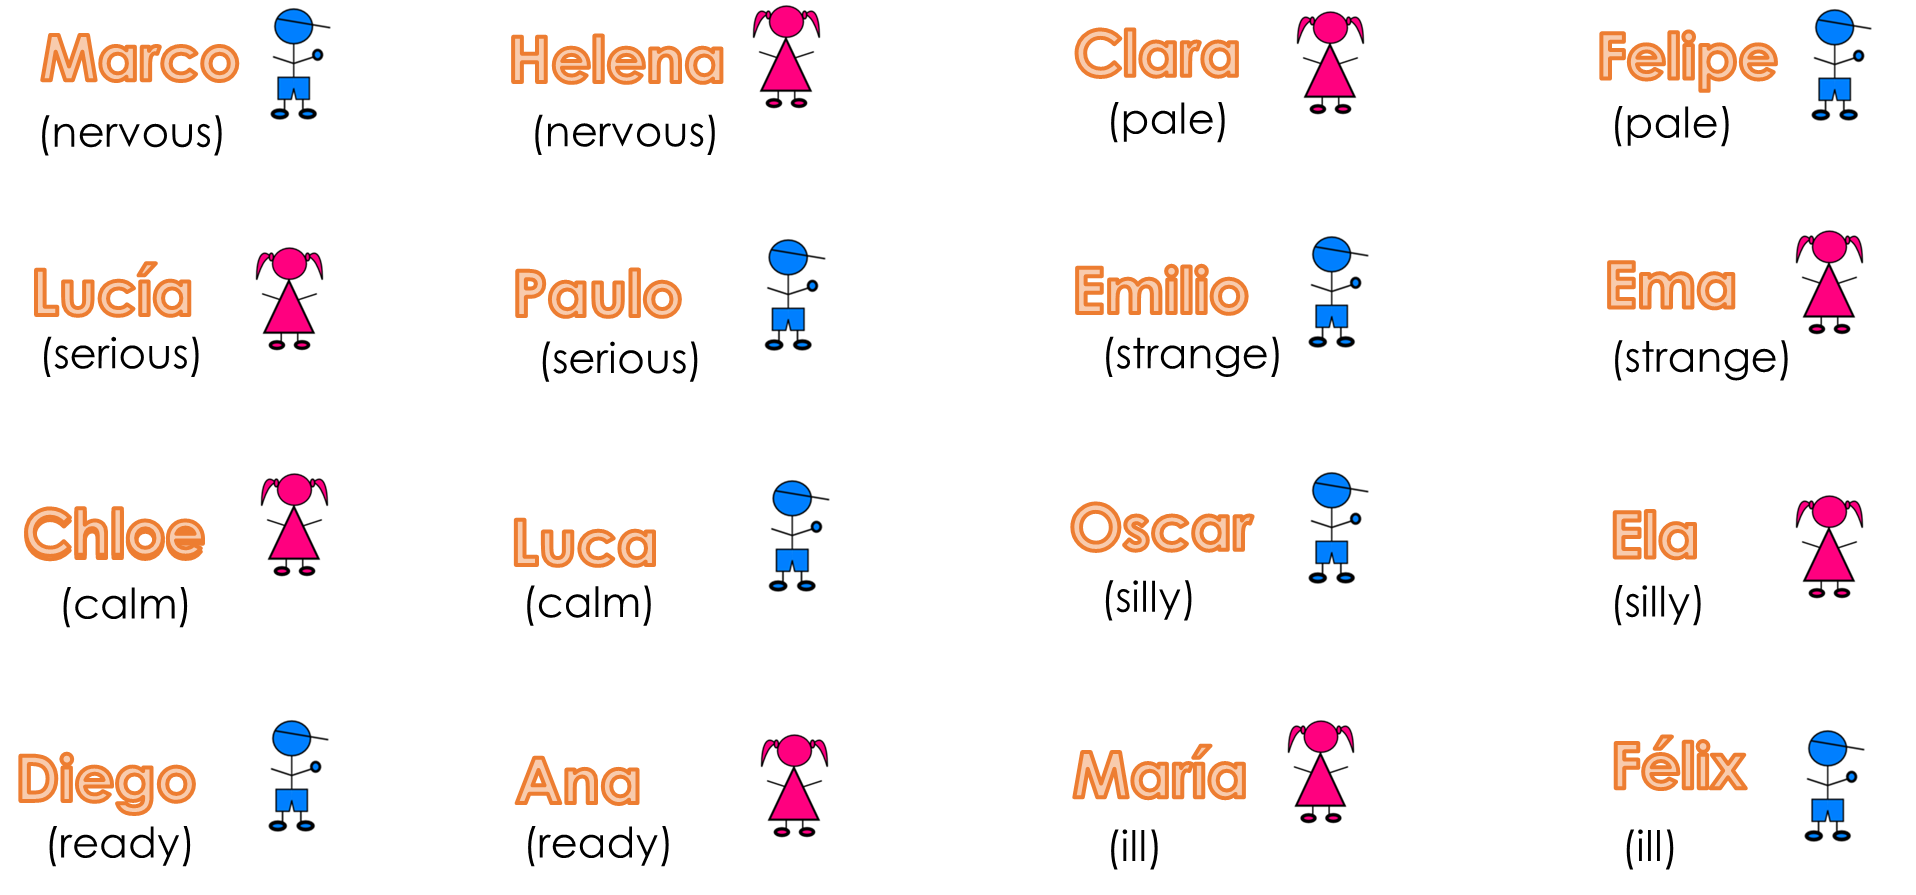 Marco Helena Clara Felipe
(nervous) (nervous) (pale) (pale)
Lucía Paulo Emilio Ema
(serious) (serious) (strange) (strange)
Chloe Luca Oscar Ela
(calm) (calm) (silly) (silly)
Diego Ana María Félix
(ready) (ready) (ill) (ill)